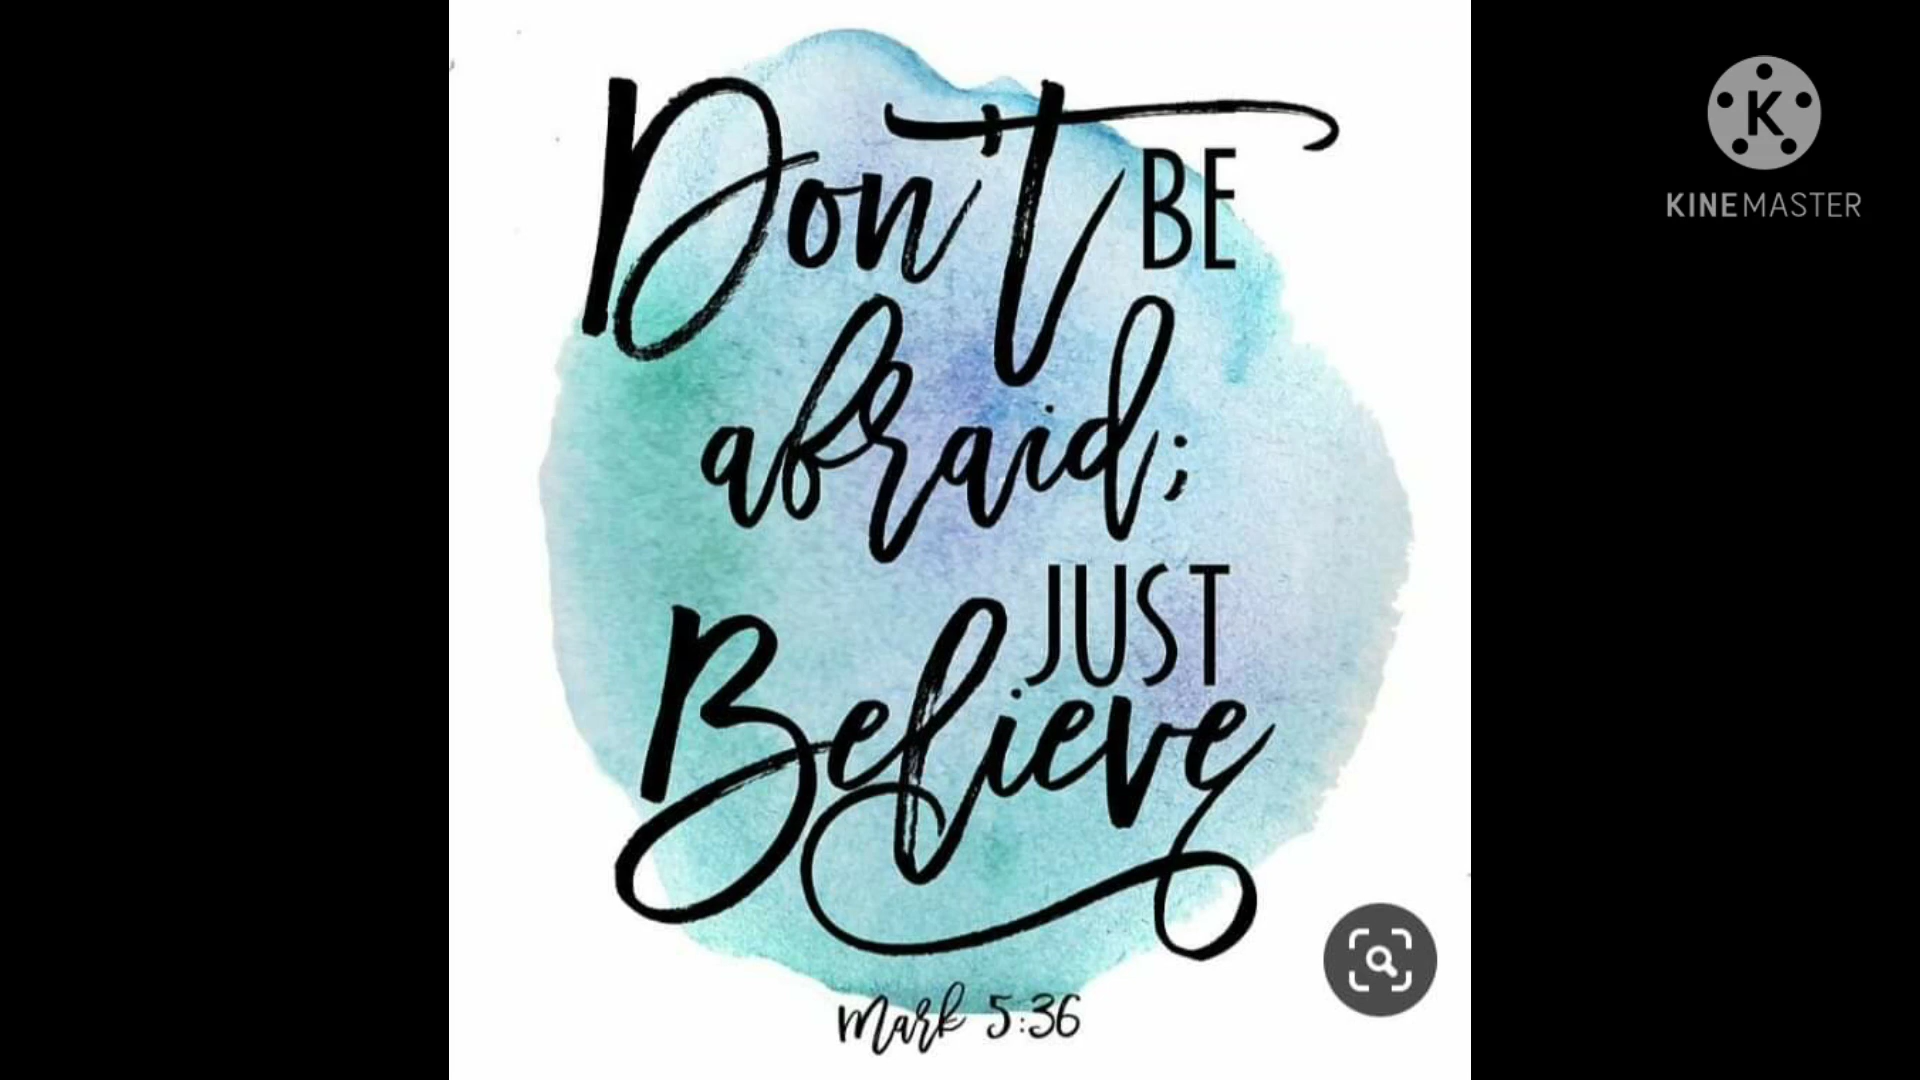 Don't BE
afraid;
JUST
Believe
Mark 5:36
K
KINEMASTER